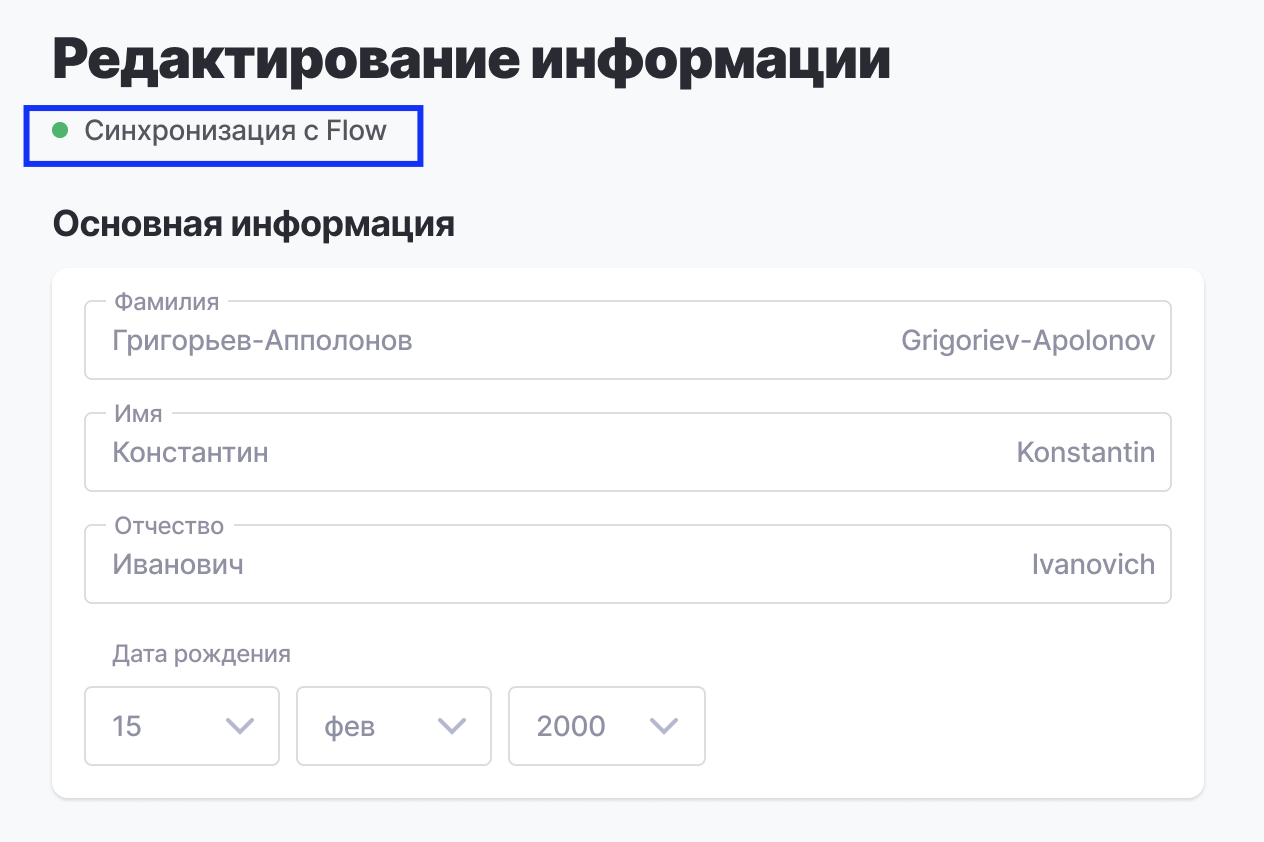 Редактирование информации
Синхронизация с Flow
Основная информация
Фамилия
Григорьев-Апполонов Grigoriev-Apolonov
Имя
Константин Konstantin
Отчество
Иванович Ivanovich
Дата рождения
15 фев 2000